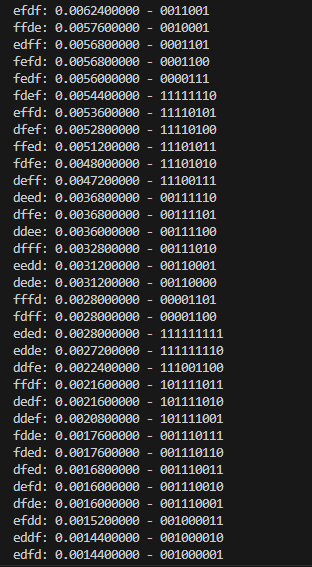 efdf: 0.0062400000 - 0011001
ffde: 0.0057600000 - 0010001
edff: 0.0056800000 - 0001101
fefd: 0.0056800000 - 0001100
fedf: 0.0056000000 - 0000111
fdef: 0.0054400000 - 11111110
effd: 0.0053600000 - 11110101
dfef: 0.0052800000 - 11110100
ffed: 0.0051200000 - 11101011
fdfe: 0.0048000000 - 11101010
deff: 0.0047200000 - 11100111
deed: 0.0036800000 - 00111110
dffe: 0.0036800000 - 00111101
ddee: 0.0036000000 - 00111100
dfff: 0.0032800000 - 00111010
eedd: 0.0031200000 - 00110001
dede: 0.0031200000 - 00110000
fffd: 0.0028000000 - 00001101
fdff: 0.0028000000 - 00001100
eded: 0.0028000000 - 111111111
edde: 0.0027200000 - 111111110
ddfe: 0.0022400000 - 111001100
ffdf: 0.0021600000 - 101111011
dedf: 0.0021600000 - 101111010
ddef: 0.0020800000 - 101111001
fdde: 0.0017600000 - 001110111
fded: 0.0017600000 - 001110110
dfed: 0.0016800000 - 001110011
defd: 0.0016000000 - 001110010
dfde: 0.0016000000 - 001110001
efdd: 0.0015200000 - 001000011
eddf: 0.0014400000 - 001000010
edfd: 0.0014400000 - 001000001